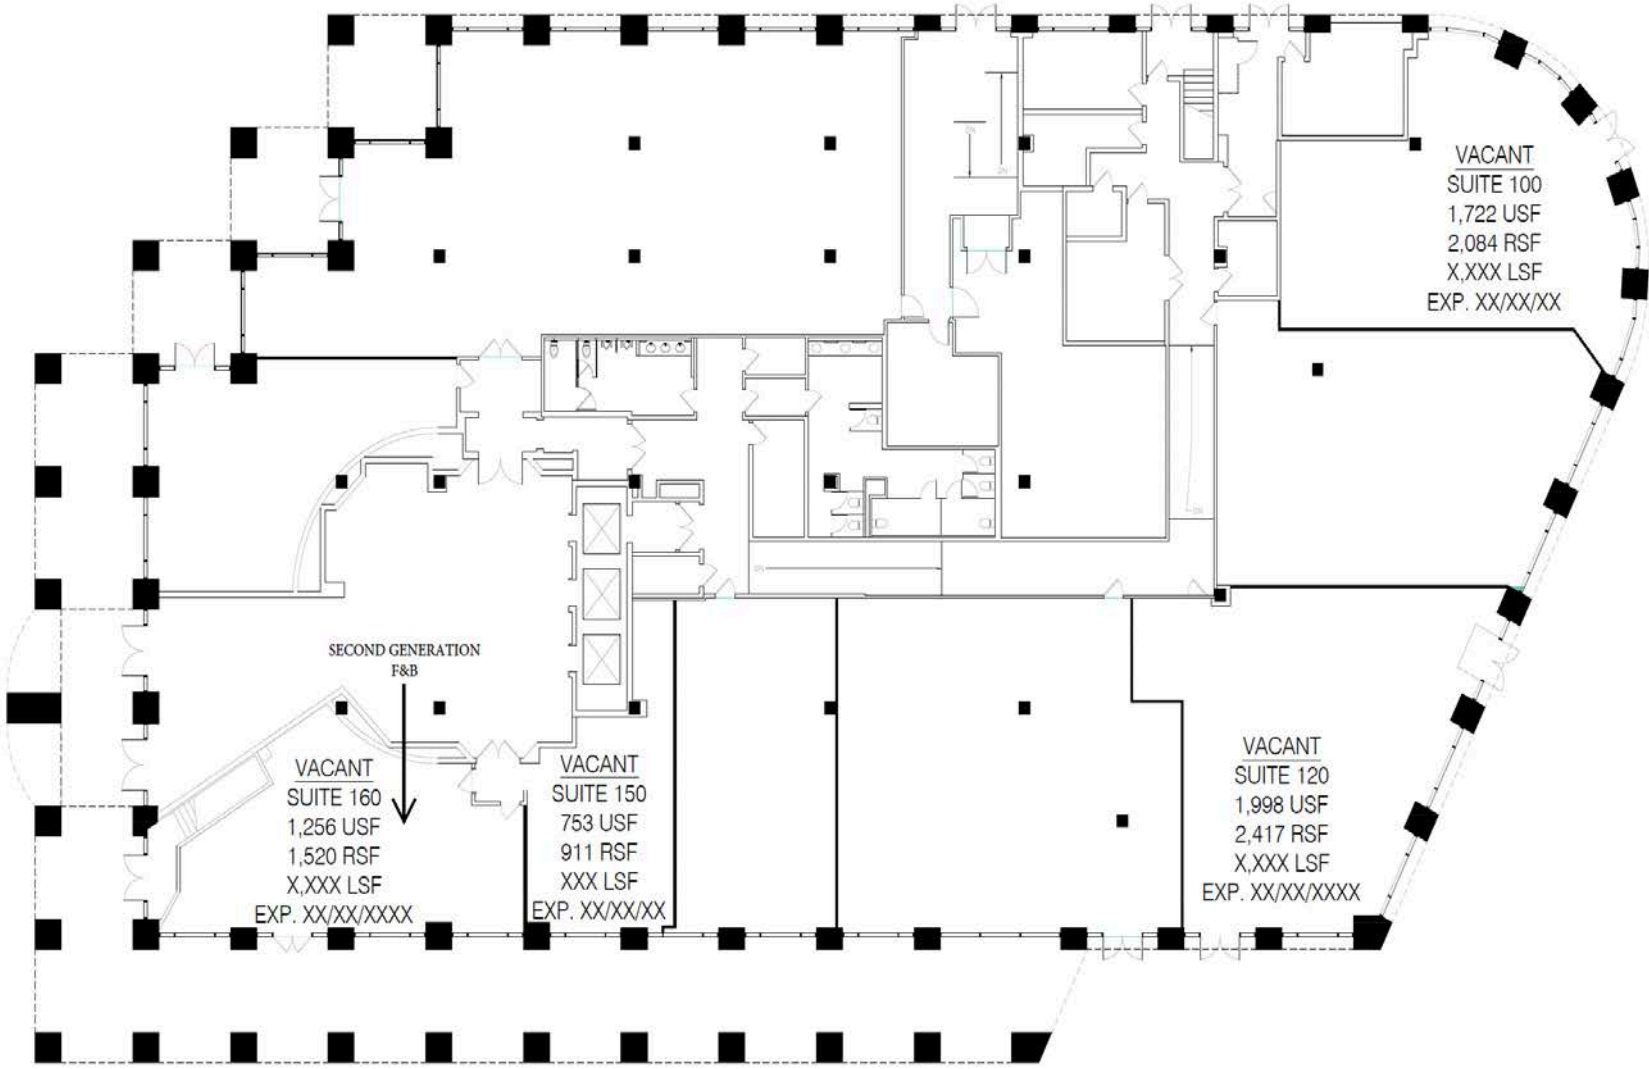 VACANT
SUITE 100
1,722 USF
2,084 RSF
X,XXX LSF
EXP. XX/XX/XX
SECOND GENERATION
F&B
VACANT
SUITE 160
1,256 USF
1,520 RSF
X,XXX LSF
EXP. XX/XX/XXXX
VACANT
SUITE 150
753 USF
911 RSF
XXX LSF
EXP. XX/XX/XX
VACANT
SUITE 120
1,998 USF
2,417 RSF
X,XXX LSF
EXP. XX/XX/XXXX